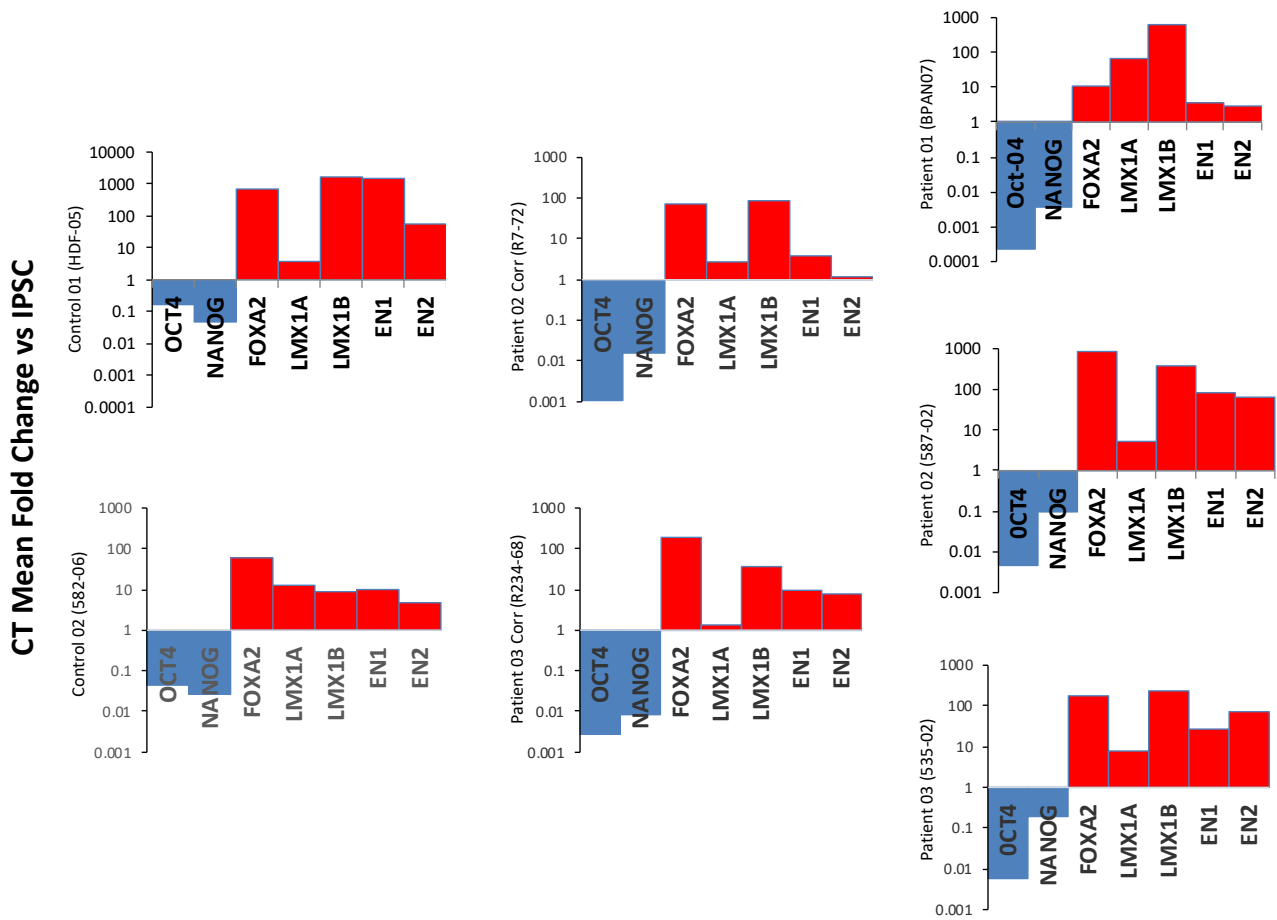 CT Mean Fold Change vs IPSC
Control 01 (HDF-05)
10000
1000
100
10
1
0.1
0.01
0.001
0.0001
OCT4
NANOG
FOXA2
LMX1A
LMX1B
EN1
EN2
Control 02 (582-06)
1000
100
10
1
0.1
0.01
0.001
OCT4
NANOG
FOXA2
LMX1A
LMX1B
EN1
EN2
Patient 02 Corr (R7-72)
1000
100
10
1
0.1
0.01
0.001
OCT4
NANOG
FOXA2
LMX1A
LMX1B
EN1
EN2
Patient 03 Corr (R234-68)
1000
100
10
1
0.1
0.01
0.001
OCT4
NANOG
FOXA2
LMX1A
LMX1B
EN1
EN2
Patient 01 (BPAN07)
1000
100
10
1
0.1
0.01
0.001
0.0001
Oct-04
NANOG
FOXA2
LMX1A
LMX1B
EN1
EN2
Patient 02 (587-02)
1000
100
10
1
0.1
0.01
0.001
0CT4
NANOG
FOXA2
LMX1A
LMX1B
EN1
EN2
Patient 03 (535-02)
1000
100
10
1
0.1
0.01
0.001
0CT4
NANOG
FOXA2
LMX1A
LMX1B
EN1
EN2